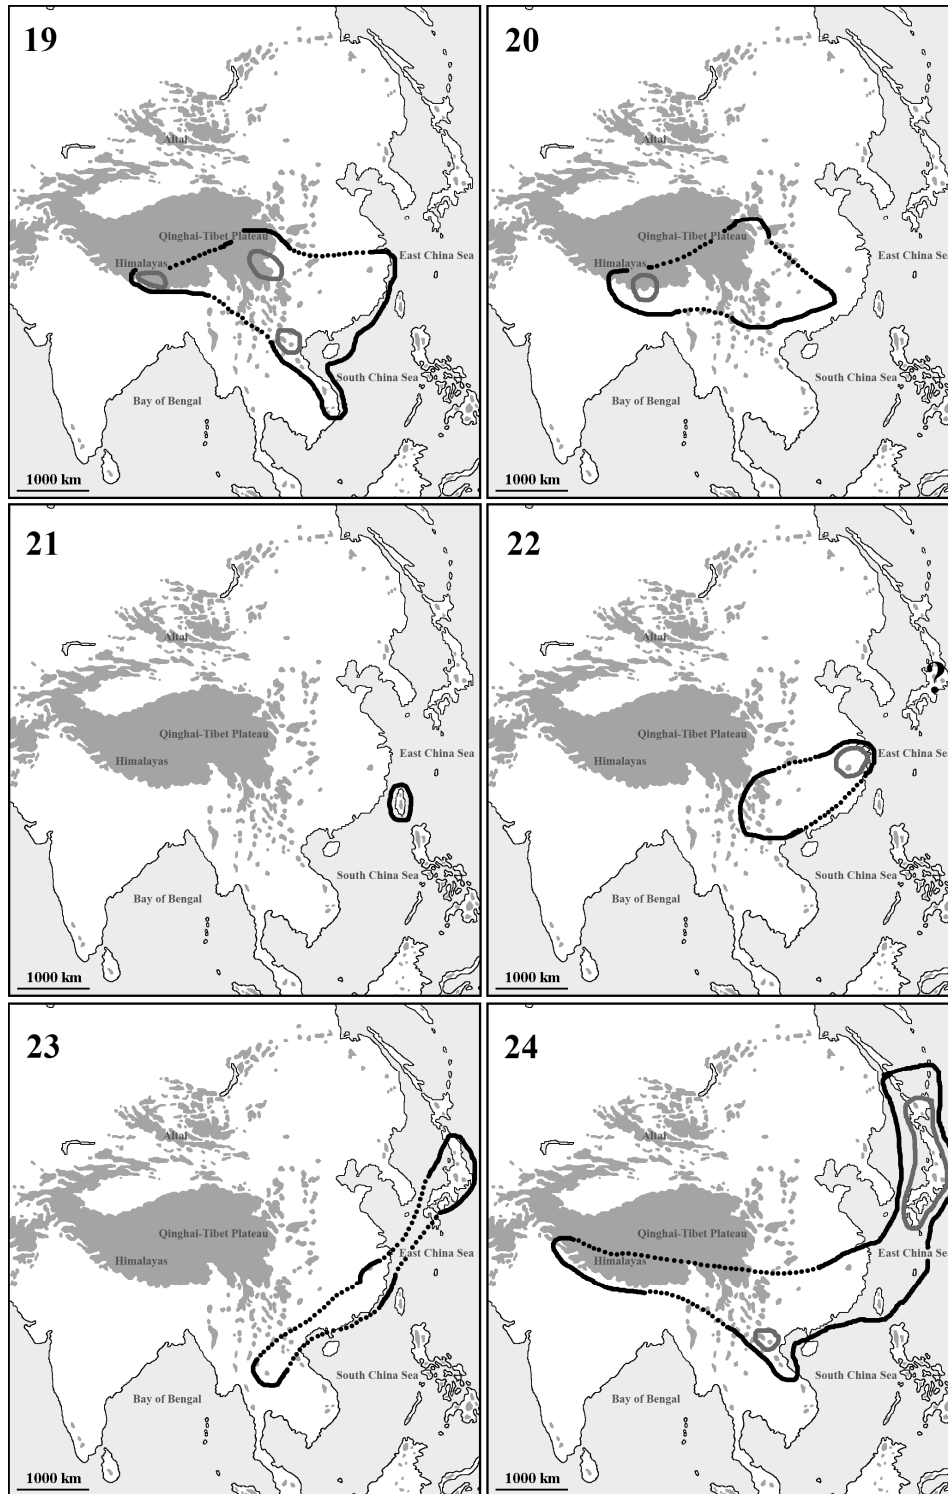 19
Altai
Qinghai-Tibet Plateau
Himalayas
East China Sea
South China Sea
Bay of Bengal
1000 km
20
Altai
Qinghai-Tibet Plateau
Himalayas
East China Sea
South China Sea
Bay of Bengal
1000 km
21
Altai
Qinghai-Tibet Plateau
Himalayas
East China Sea
South China Sea
Bay of Bengal
1000 km
22
Altai
?
Qinghai-Tibet Plateau
East China Sea
Himalayas
South China Sea
Bay of Bengal
1000 km
23
Altai
Qinghai-Tibet Plateau
East China Sea
Himalayas
South China Sea
Bay of Bengal
1000 km
24
Altai
Qinghai-Tibet Plateau
East China Sea
Himalayas
South China Sea
Bay of Bengal
1000 km